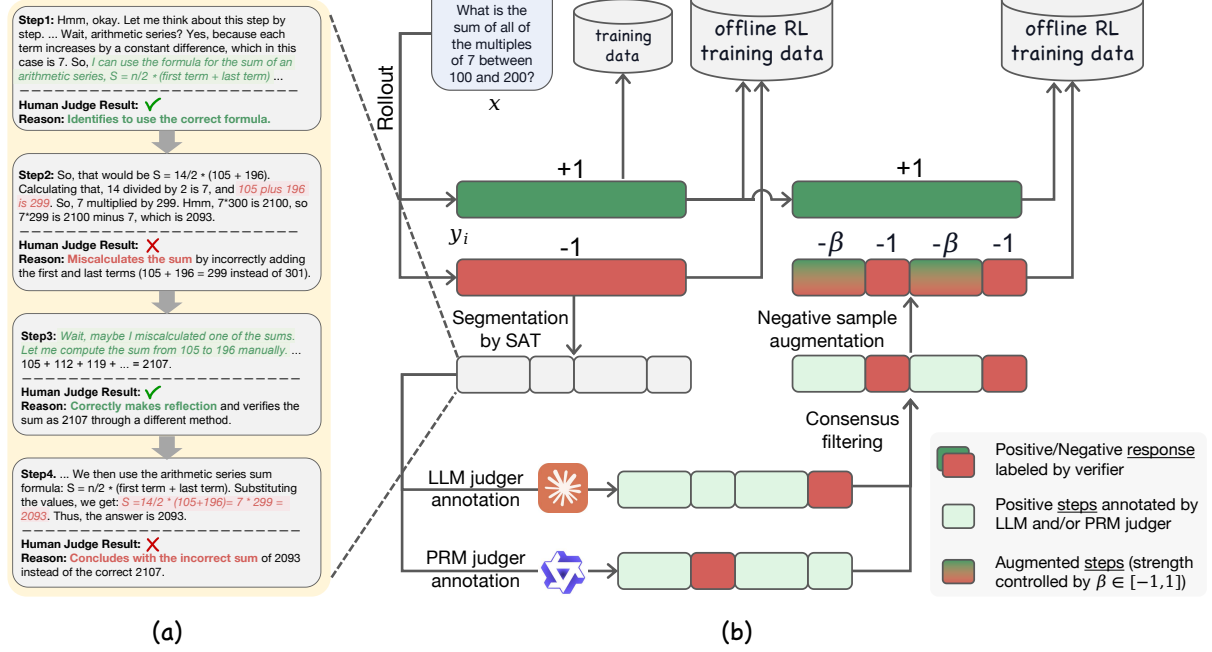 Step1: Hmm, okay. Let me think about this step by
step. ... Wait, arithmetic series? Yes, because each
term increases by a constant difference, which in this
case is 7. So, I can use the formula for the sum of an
arithmetic series, S = n/2 * (first term + last term) ...
Human Judge Result:
Reason: Identifies to use the correct formula.
Step2: So, that would be S = 14/2 * (105 + 196).
Calculating that, 14 divided by 2 is 7, and 105 plus 196
is 299. So, 7 multiplied by 299. Hmm, 7*300 is 2100, so
7*299 is 2100 minus 7, which is 2093.
Human Judge Result:
Reason: Miscalculates the sum by incorrectly adding
the first and last terms (105 + 196 = 299 instead of 301).
Step3: Wait, maybe I miscalculated one of the sums.
Let me compute the sum from 105 to 196 manually. ...
105 + 112 + 119 + ... = 2107.
Human Judge Result:
Reason: Correctly makes reflection and verifies the
sum as 2107 through a different method.
Step4. ... We then use the arithmetic series sum
formula: S = n/2 * (first term + last term). Substituting
the values, we get: S =14/2 * (105+196)= 7 * 299 =
2093. Thus, the answer is 2093.
Human Judge Result:
Reason: Concludes with the incorrect sum of 2093
instead of the correct 2107.
(a)
What is the
sum of all of
the multiples
of 7 between
100 and 200?
x
Rollout
training
data
offline RL
training data
offline RL
training data
+1
+1
y_i
-1
-β -1 -β -1
Segmentation
by SAT
Negative sample
augmentation
Consensus
filtering
LLM judger
annotation
PRM judger
annotation
Positive/Negative response
labeled by verifier
Positive steps annotated by
LLM and/or PRM judger
Augmented steps (strength
controlled by β ∈ [−1,1])
(b)